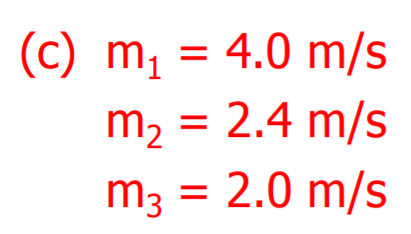 (c) m₁ = 4.0 m/s
m₂ = 2.4 m/s
m₃ = 2.0 m/s